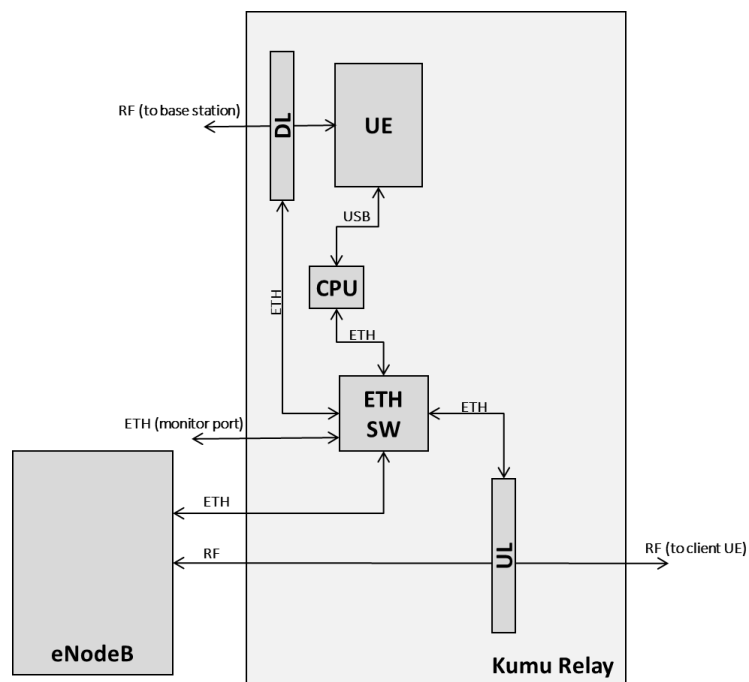 RF (to base station)
DL
UE
USB
ETH
CPU
ETH
ETH
SW
ETH
ETH (monitor port)
ETH
RF
UL
RF (to client UE)
eNodeB
Kumu Relay